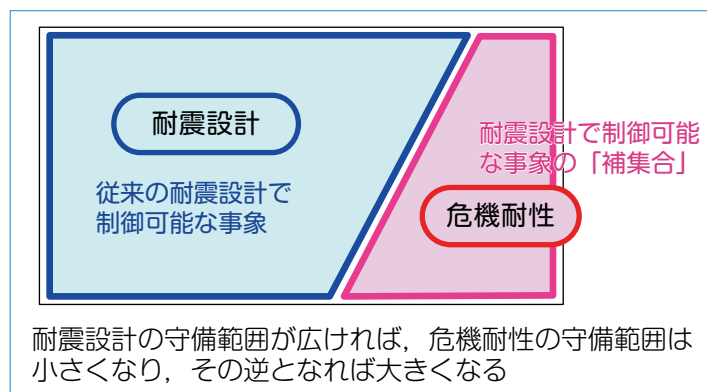 耐震設計
従来の耐震設計で
制御可能な事象
耐震設計で制御可能
な事象の「補集合」
危機耐性
耐震設計の守備範囲が広ければ，危機耐性の守備範囲は
小さくなり，その逆となれば大きくなる